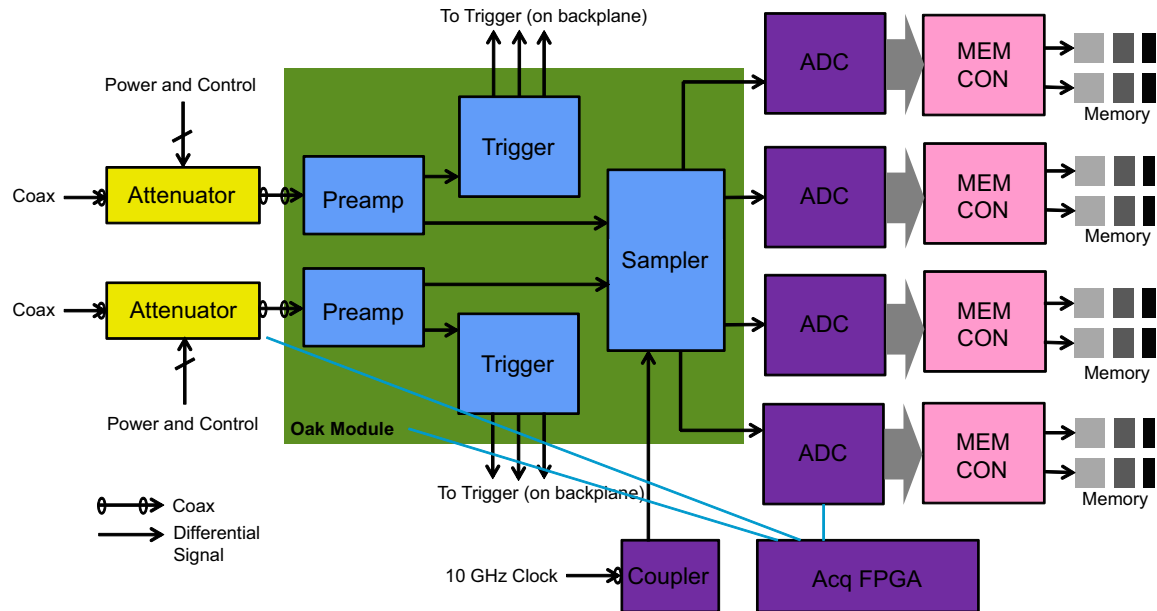 To Trigger (on backplane)
Power and Control
Coax
Attenuator
Preamp
Trigger
Sampler
ADC
MEM
CON
Memory
ADC
MEM
CON
Memory
Coax
Attenuator
Preamp
Trigger
Power and Control
Oak Module
To Trigger (on backplane)
ADC
MEM
CON
Memory
ADC
MEM
CON
Memory
Coax
Differential
Signal
10 GHz Clock
Coupler
Acq FPGA